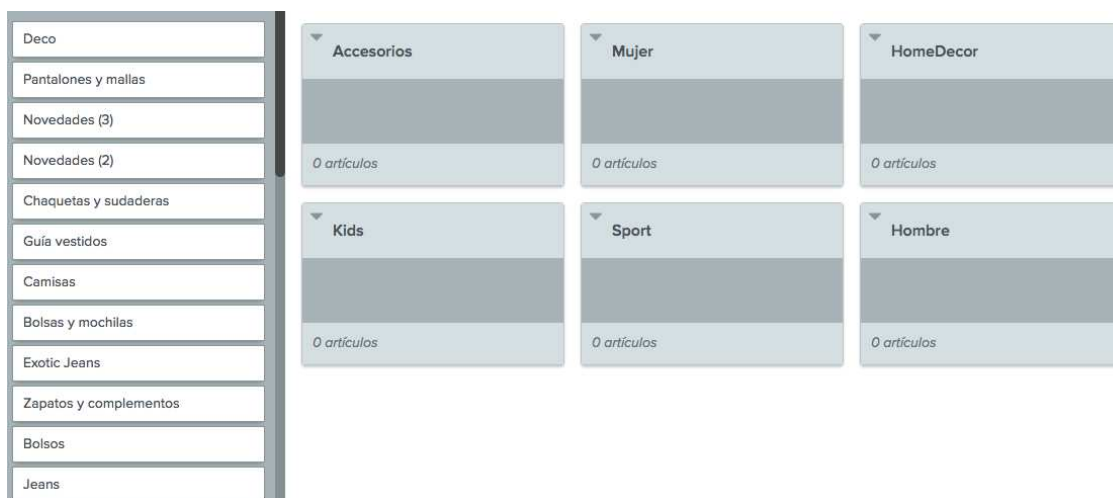 Deco
Pantalones y mallas
Novedades (3)
Novedades (2)
Chaquetas y sudaderas
Guía vestidos
Camisas
Bolsas y mochilas
Exotic Jeans
Zapatos y complementos
Bolsos
Jeans
Accesorios
0 artículos
Mujer
0 artículos
HomeDecor
0 artículos
Kids
0 artículos
Sport
0 artículos
Hombre
0 artículos